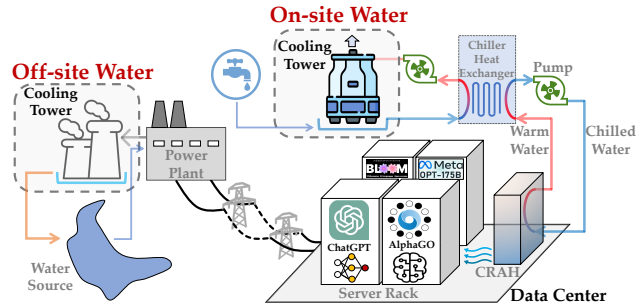 On-site Water
Off-site Water
Cooling
Tower
Cooling
Tower
Chiller
Heat
Exchanger
Pump
Power
Plant
Warm
Water
Chilled
Water
BLOOM
Meta
OPT-175B
ChatGPT
AlphaGO
Water
Source
Server Rack
CRAH
Data Center